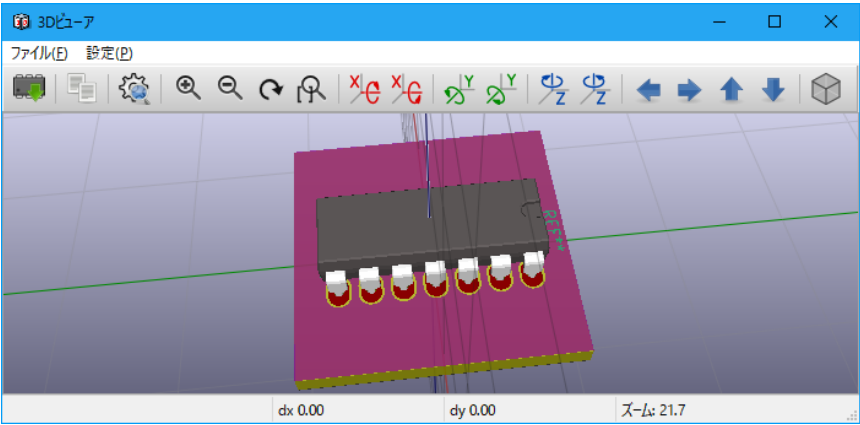 3Dビューア
ファイル(F) 設定(P)
X X Y Y Z Z
REF**
dx 0.00 dy 0.00 ズーム: 21.7